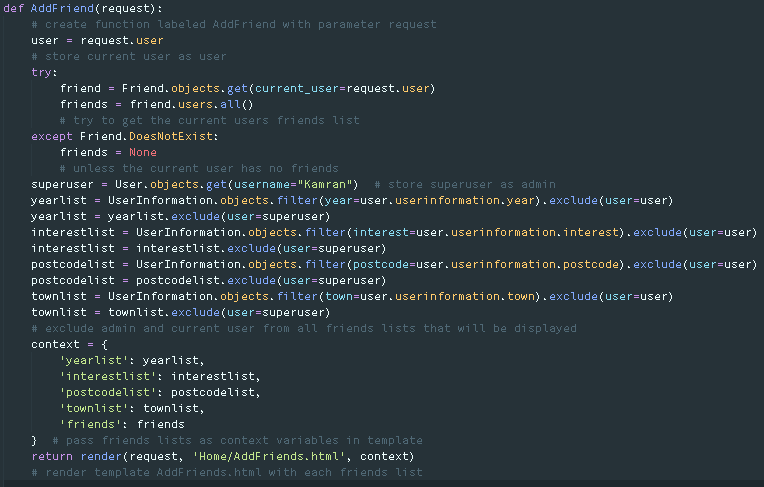 def AddFriend(request):
    # create function labeled AddFriend with parameter request
    user = request.user
    # store current user as user
    try:
        friend = Friend.objects.get(current_user=request.user)
        friends = friend.users.all()
        # try to get the current users friends list
    except Friend.DoesNotExist:
        friends = None
        # unless the current user has no friends
    superuser = User.objects.get(username="Kamran")  # store superuser as admin
    yearlist = UserInformation.objects.filter(year=user.userinformation.year).exclude(user=user)
    yearlist = yearlist.exclude(user=superuser)
    interestlist = UserInformation.objects.filter(interest=user.userinformation.interest).exclude(user=user)
    interestlist = interestlist.exclude(user=superuser)
    postcodelist = UserInformation.objects.filter(postcode=user.userinformation.postcode).exclude(user=user)
    postcodelist = postcodelist.exclude(user=superuser)
    townlist = UserInformation.objects.filter(town=user.userinformation.town).exclude(user=user)
    townlist = townlist.exclude(user=superuser)
    # exclude admin and current user from all friends lists that will be displayed
    context = {
        'yearlist': yearlist,
        'interestlist': interestlist,
        'postcodelist': postcodelist,
        'townlist': townlist,
        'friends': friends
    }  # pass friends lists as context variables in template
    return render(request, 'Home/AddFriends.html', context)
    # render template AddFriends.html with each friends list